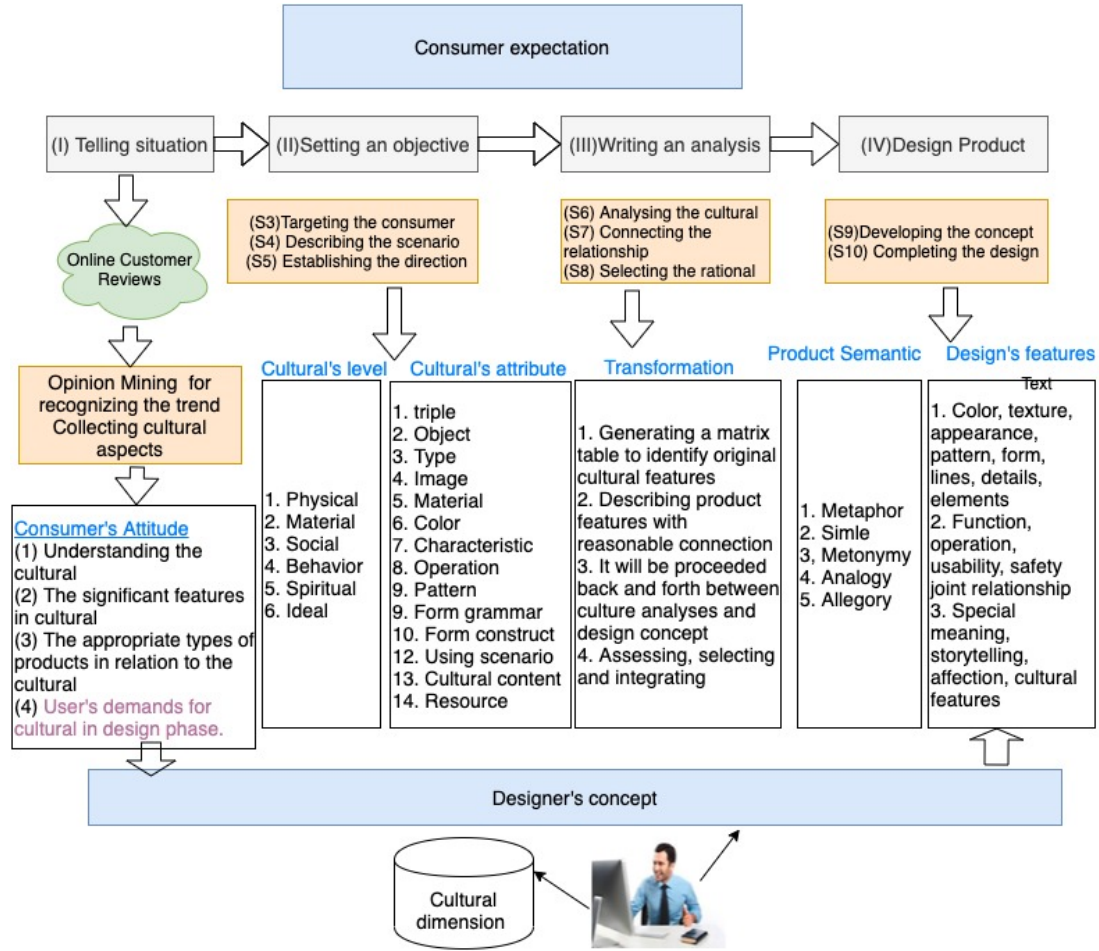 Consumer expectation
(I) Telling situation
(II)Setting an objective
(III)Writing an analysis
(IV)Design Product
Online Customer
Reviews
(S3)Targeting the consumer
(S4) Describing the scenario
(S5) Establishing the direction
(S6) Analysing the cultural
(S7) Connecting the
relationship
(S8) Selecting the rational
(S9)Developing the concept
(S10) Completing the design
Opinion Mining for
recognizing the trend
Collecting cultural
aspects
Consumer's Attitude
(1) Understanding the
cultural
(2) The significant features
in cultural
(3) The appropriate types of
products in relation to the
cultural
(4) User's demands for
cultural in design phase.
Cultural's level
1. Physical
2. Material
3. Social
4. Behavior
5. Spiritual
6. Ideal
Cultural's attribute
1. triple
2. Object
3. Type
4. Image
5. Material
6. Color
7. Characteristic
8. Operation
9. Pattern
9. Form grammar
10. Form construct
12. Using scenario
13. Cultural content
14. Resource
Transformation
1. Generating a matrix
table to identify original
cultural features
2. Describing product
features with
reasonable connection
3. It will be proceeded
back and forth between
culture analyses and
design concept
4. Assessing, selecting
and integrating
Product Semantic
1. Metaphor
2. Simle
3, Metonymy
4. Analogy
5. Allegory
Design's features
Text
1. Color, texture,
appearance,
pattern, form,
lines, details,
elements
2. Function,
operation,
usability, safety
joint relationship
3. Special
meaning,
storytelling,
affection, cultural
features
Designer's concept
Cultural
dimension